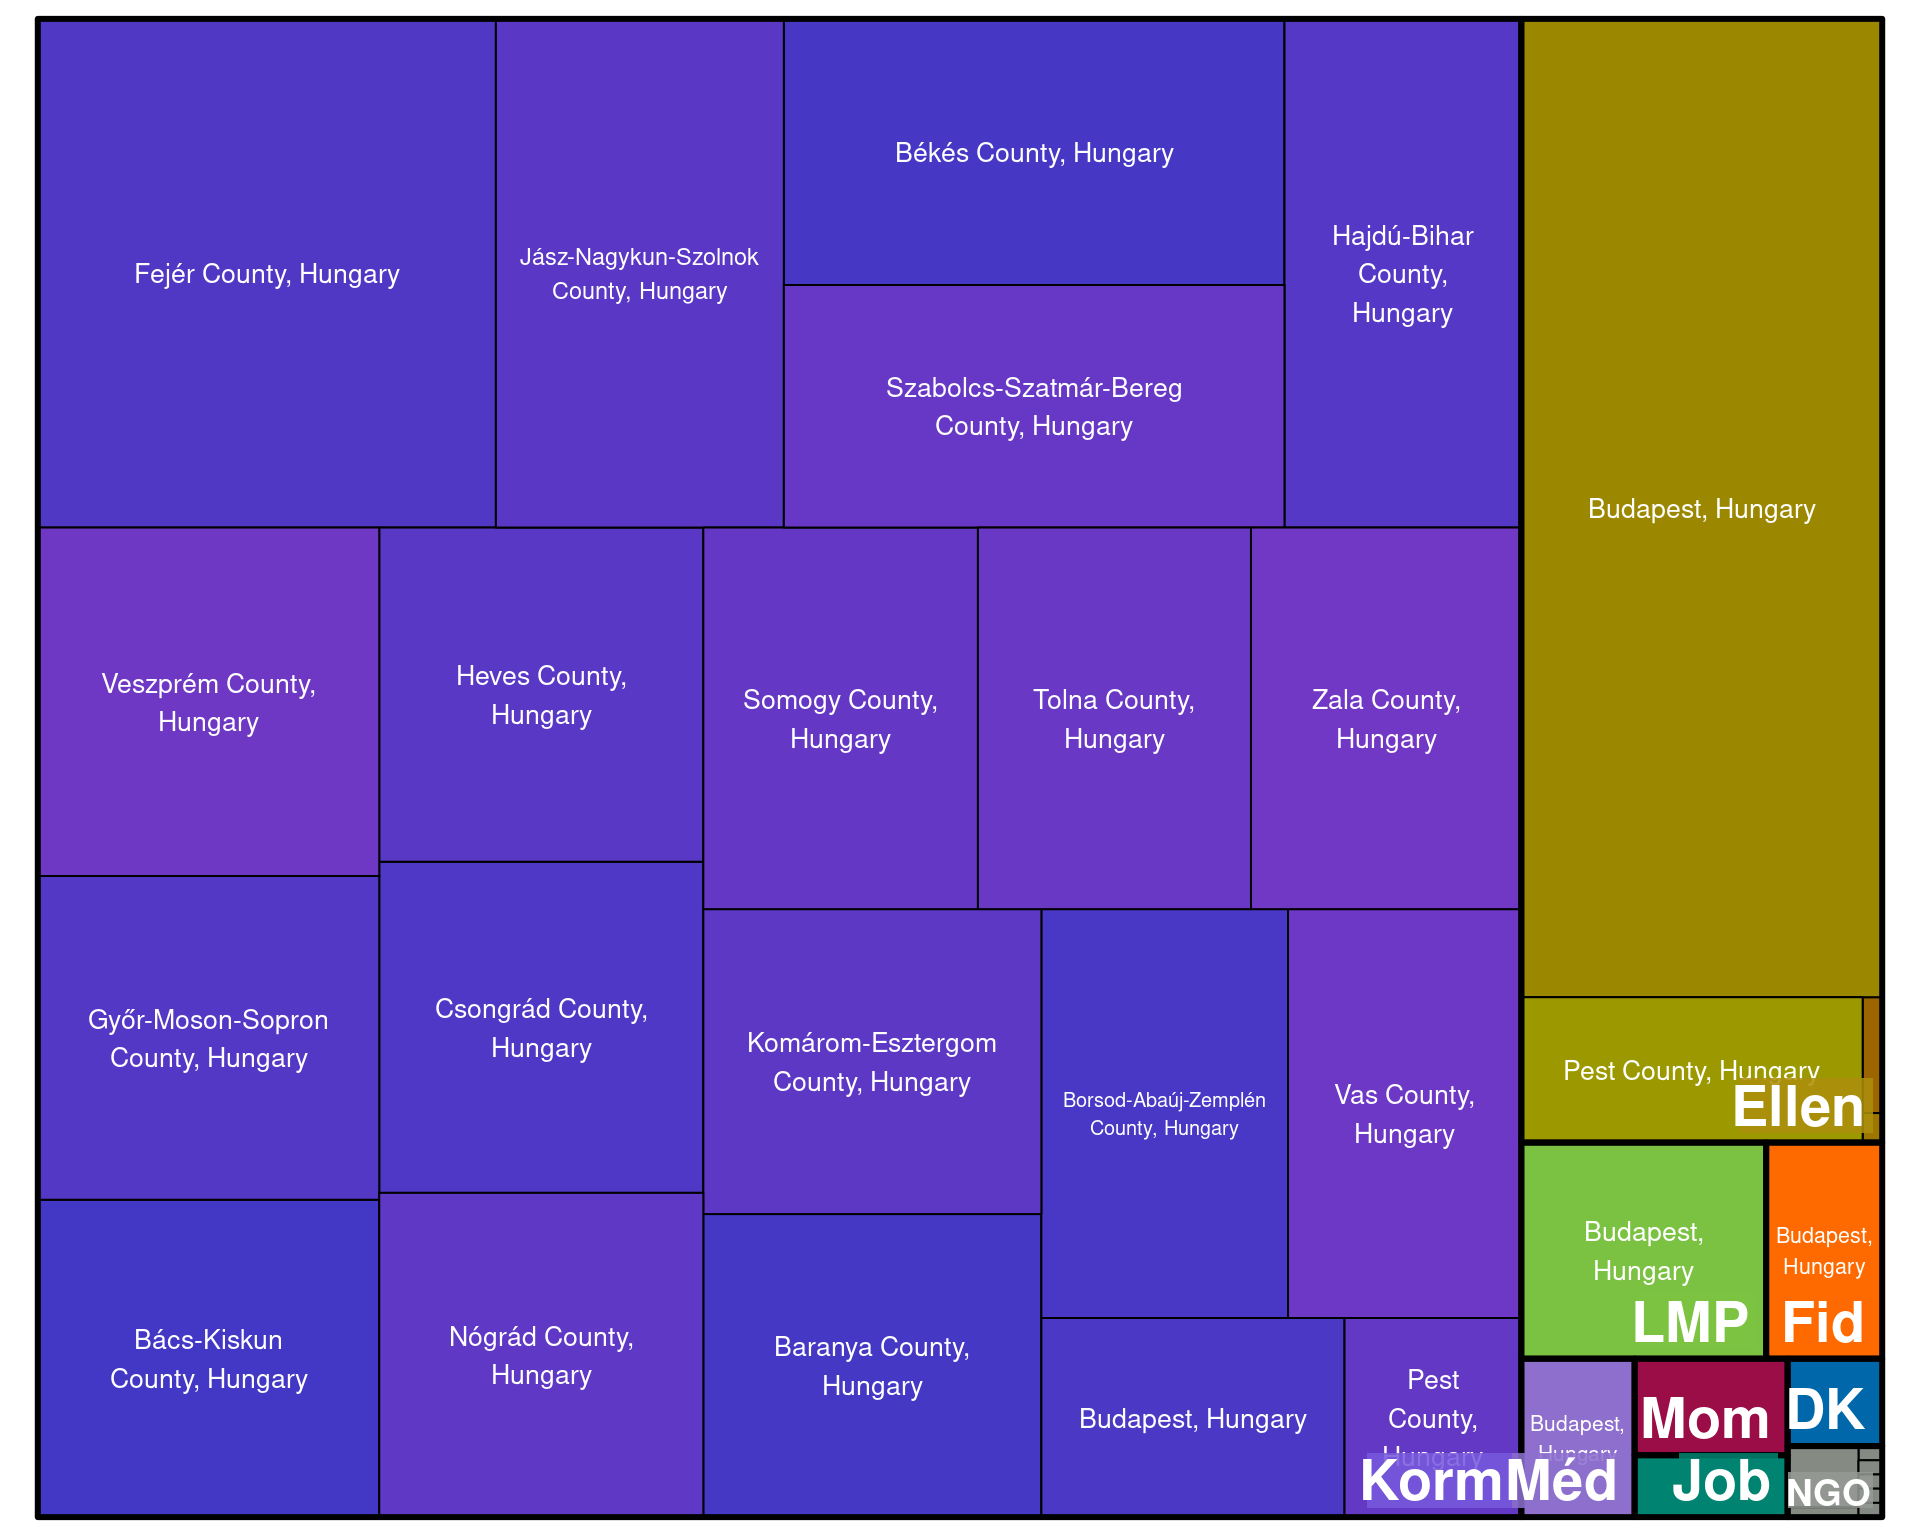 Fejér County, Hungary
Jász-Nagykun-Szolnok
County, Hungary
Békés County, Hungary
Szabolcs-Szatmár-Bereg
County, Hungary
Hajdú-Bihar
County,
Hungary
Budapest, Hungary
Veszprém County,
Hungary
Heves County,
Hungary
Somogy County,
Hungary
Tolna County,
Hungary
Zala County,
Hungary
Győr-Moson-Sopron
County, Hungary
Csongrád County,
Hungary
Komárom-Esztergom
County, Hungary
Borsod-Abaúj-Zemplén
County, Hungary
Vas County,
Hungary
Pest County, Hungary
Ellen
Budapest,
Hungary
LMP
Budapest,
Hungary
Fid
Bács-Kiskun
County, Hungary
Nógrád County,
Hungary
Baranya County,
Hungary
Budapest, Hungary
Pest
County,
Hungary
Korm
Budapest,
Hungary
Méd
Mom
Job
DK
NGO